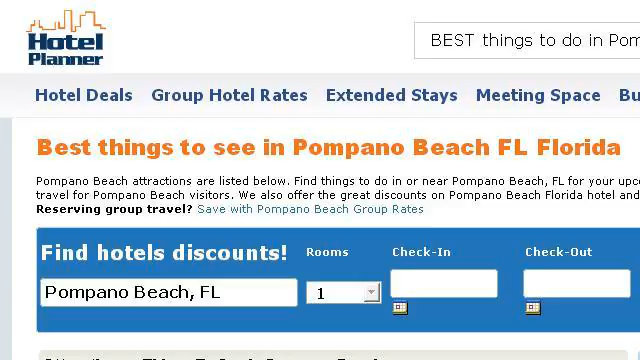 Hotel
Planner
BEST things to do in Pom
Hotel Deals Group Hotel Rates Extended Stays Meeting Space Bu
Best things to see in Pompano Beach FL Florida
Pompano Beach attractions are listed below. Find things to do in or near Pompano Beach, FL for your upco
travel for Pompano Beach visitors. We also offer the great discounts on Pompano Beach Florida hotel and
Reserving group travel? Save with Pompano Beach Group Rates
Find hotels discounts! Rooms Check-In Check-Out
Pompano Beach, FL 1